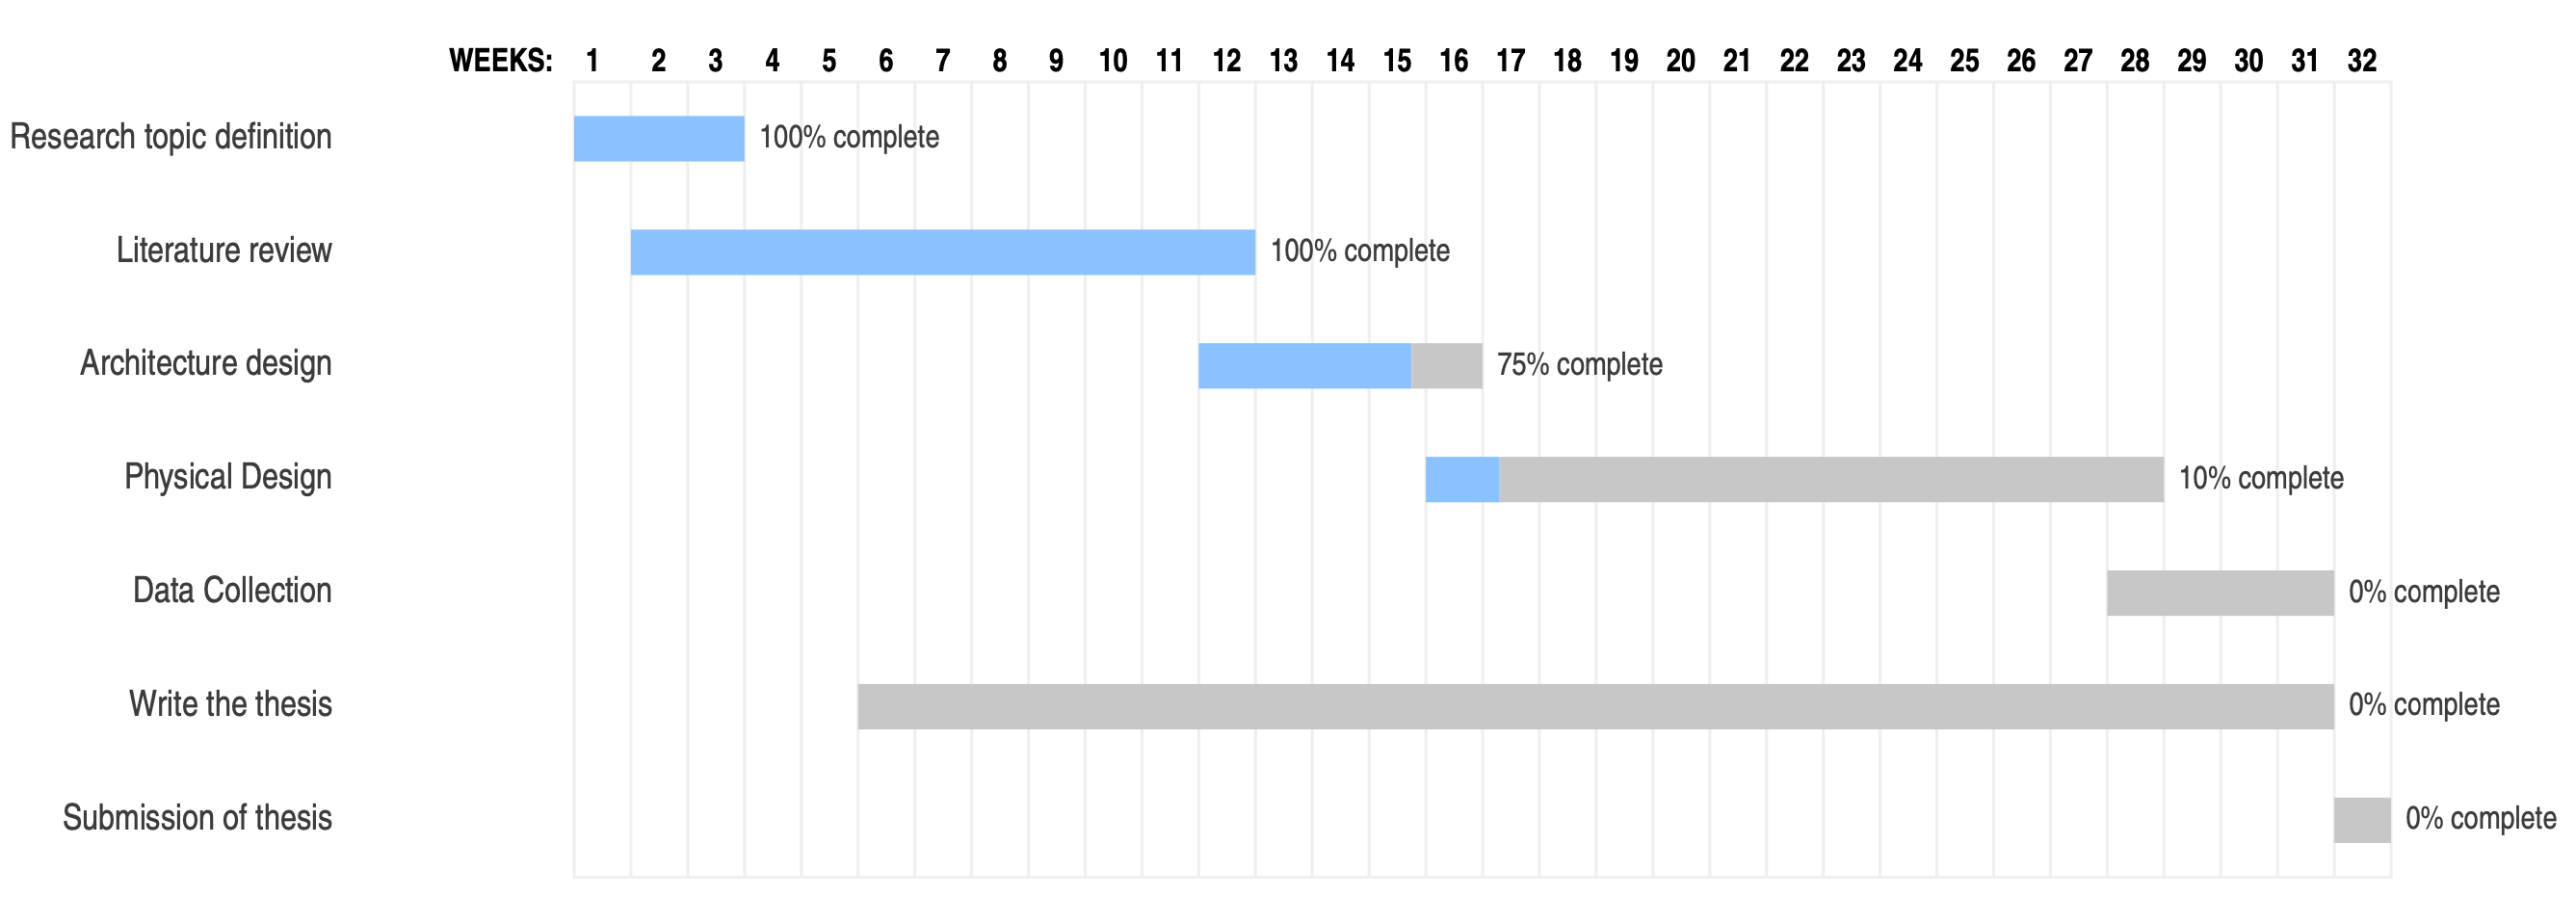 WEEKS: 1 2 3 4 5 6 7 8 9 10 11 12 13 14 15 16 17 18 19 20 21 22 23 24 25 26 27 28 29 30 31 32
Research topic definition 100% complete
Literature review 100% complete
Architecture design 75% complete
Physical Design 10% complete
Data Collection 0% complete
Write the thesis 0% complete
Submission of thesis 0% complete